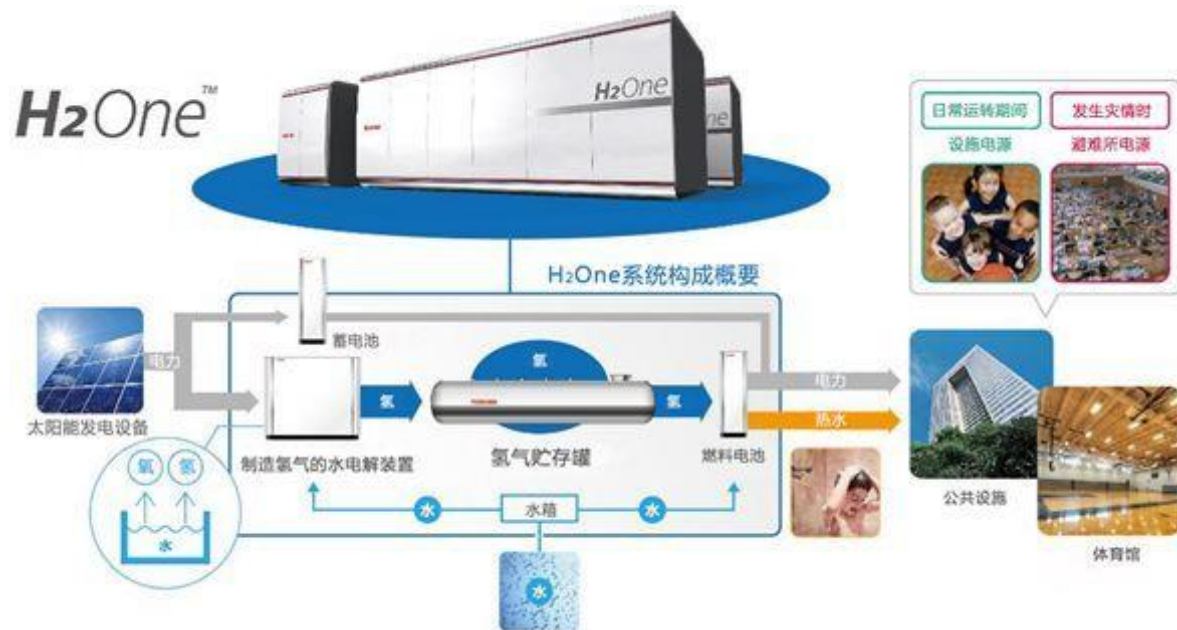 H2One™
H2One
One
日常运转期间
发生灾情时
设施电源
避难所电源
H2One系统构成概要
蓄电池
电力
氢
氢
氢
电力
热水
太阳能发电设备
制造氢气的水电解装置
氢气贮存罐
燃料电池
公共设施
体育馆
氧
氢
水
水
水箱
水
水
TOSHIBA